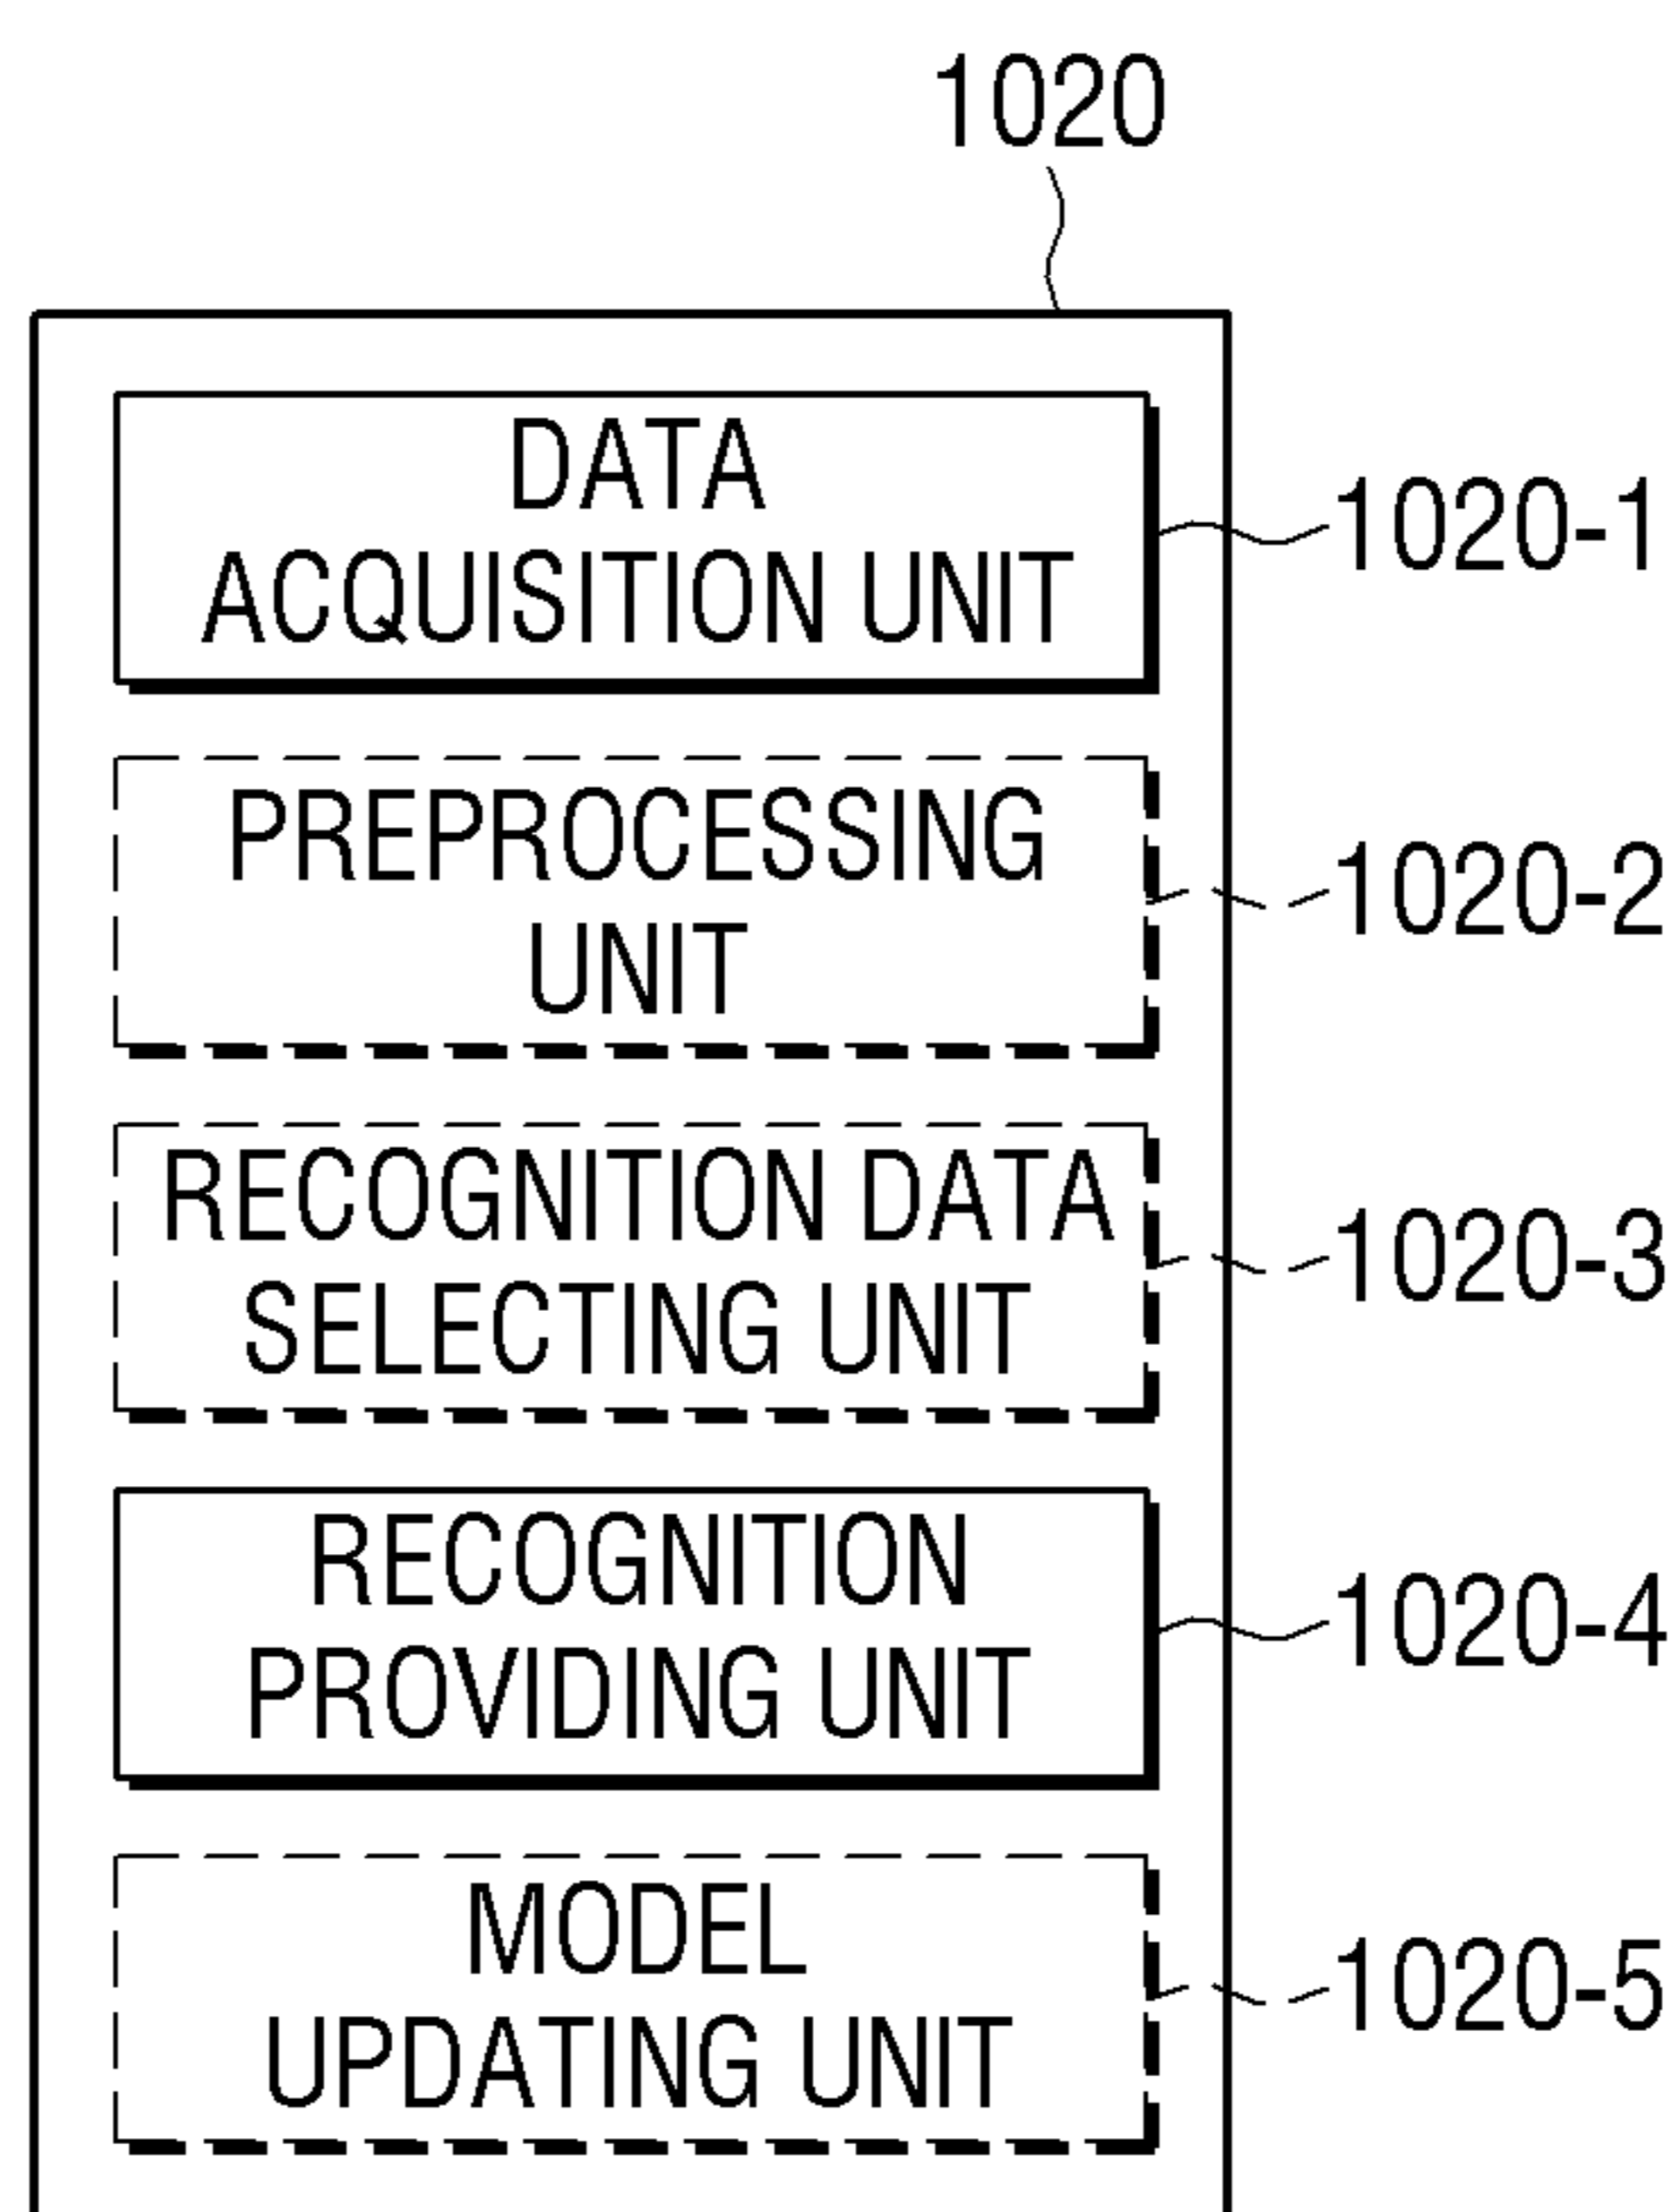 1020
DATA
ACQUISITION UNIT
1020-1
PREPROCESSING
UNIT
1020-2
RECOGNITION DATA
SELECTING UNIT
1020-3
RECOGNITION
PROVIDING UNIT
1020-4
MODEL
UPDATING UNIT
1020-5